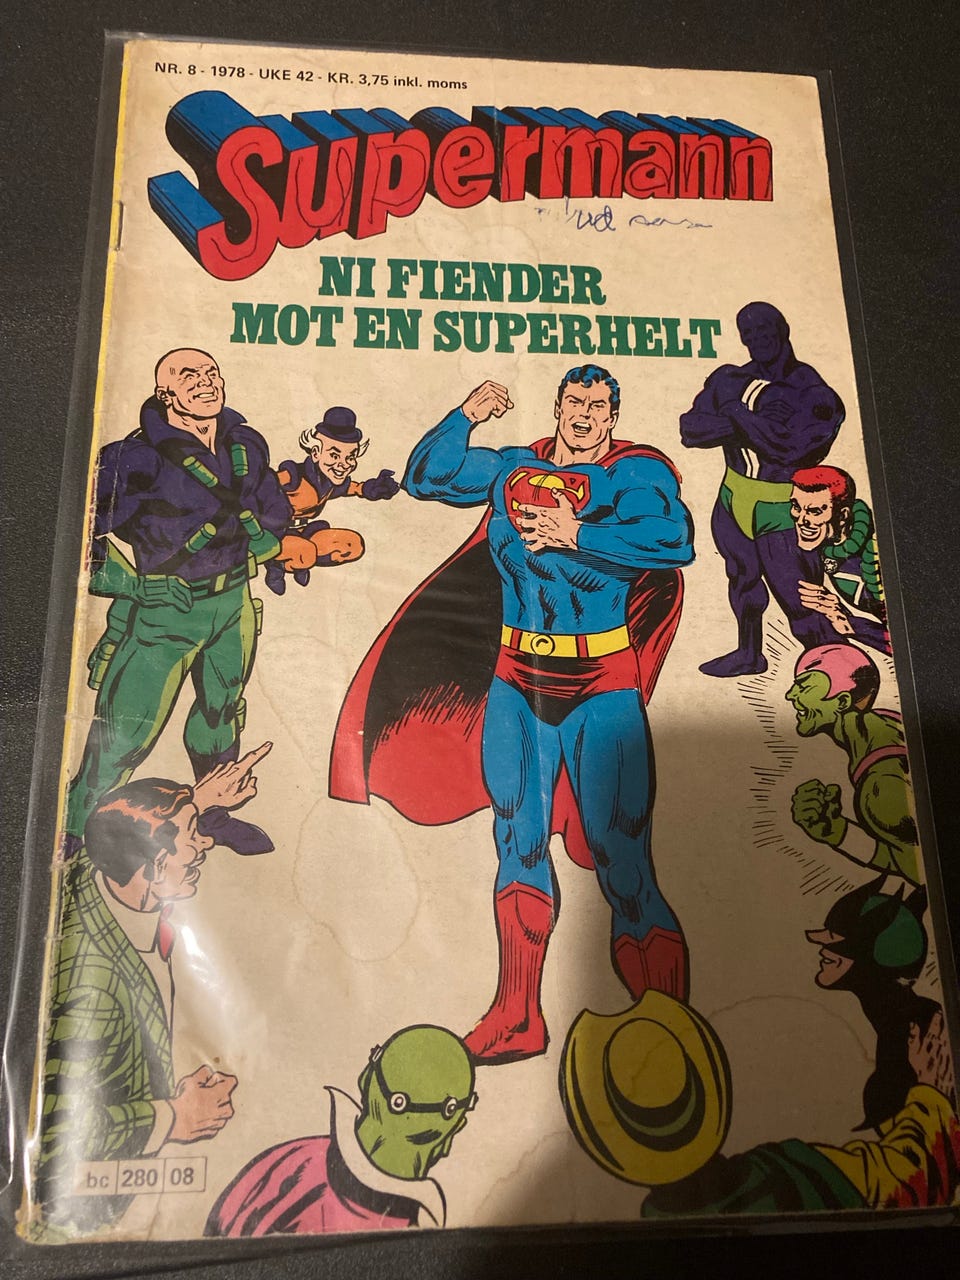 NR. 8 - 1978 - UKE 42 - KR. 3,75 inkl. moms
Supermann
NI FIENDER
MOT EN SUPERHELT
S
bc 280 08